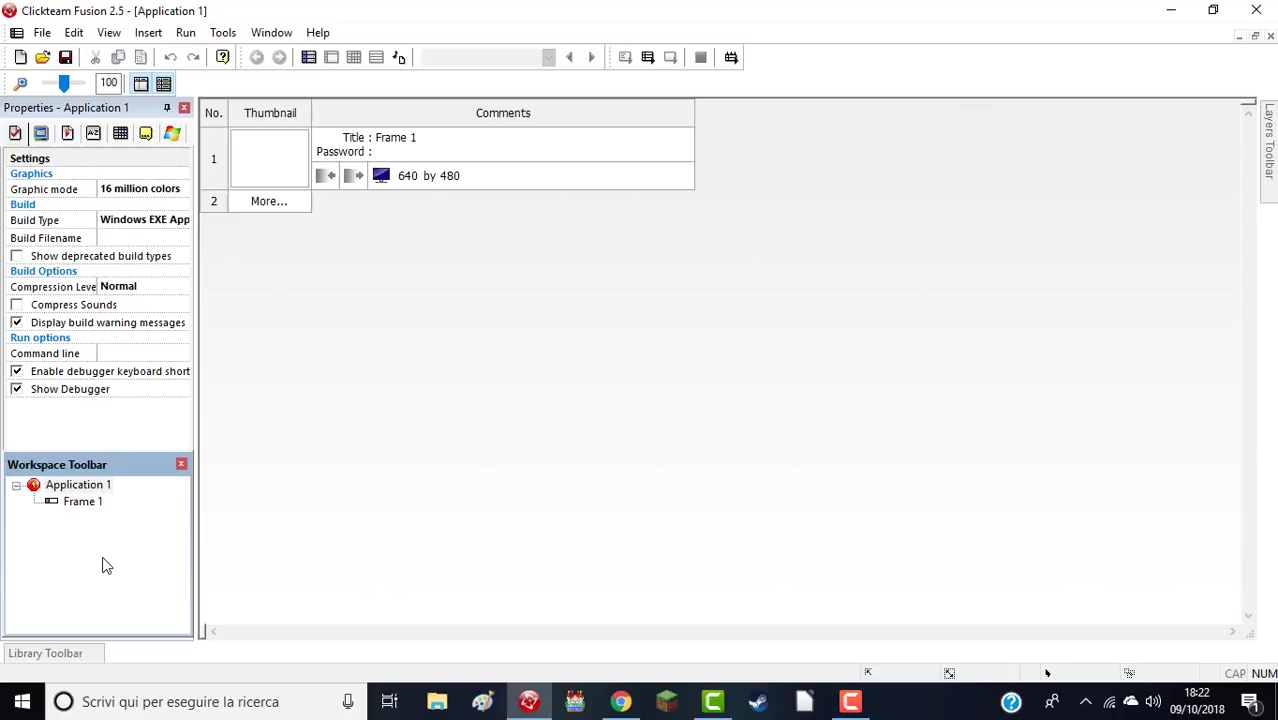 Clickteam Fusion 2.5 - [Application 1]
File Edit View Insert Run Tools Window Help
100
Properties - Application 1
Settings
Graphics
Graphic mode 16 million colors
Build
Build Type Windows EXE App
Build Filename
Show deprecated build types
Build Options
Compression Leve Normal
Compress Sounds
Display build warning messages
Run options
Command line
Enable debugger keyboard short
Show Debugger
Workspace Toolbar
Application 1
Frame 1
Library Toolbar
No. Thumbnail Comments
1 Title : Frame 1
Password :
640 by 480
2 More...
Layers Toolbar
CAP NUM
Scrivi qui per eseguire la ricerca
18:22
09/10/2018
1